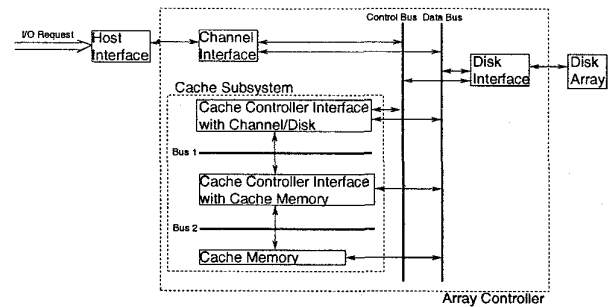 Control Bus Data Bus
I/O Request
Host
Interface
Channel
Interface
Disk
Interface
Disk
Array
Cache Subsystem
Cache Controller Interface
with Channel/Disk
Bus 1
Cache Controller Interface
with Cache Memory
Bus 2
Cache Memory
Array Controller